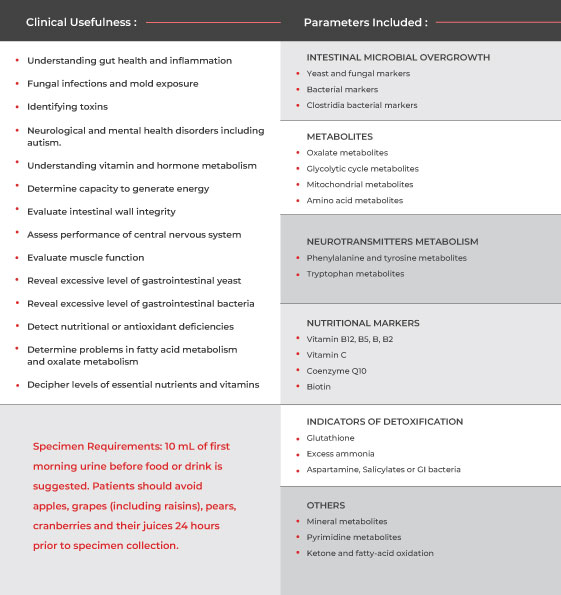 Clinical Usefulness :
Understanding gut health and inflammation
Fungal infections and mold exposure
Identifying toxins
Neurological and mental health disorders including
autism.
Understanding vitamin and hormone metabolism
Determine capacity to generate energy
Evaluate intestinal wall integrity
Assess performance of central nervous system
Evaluate muscle function
Reveal excessive level of gastrointestinal yeast
Reveal excessive level of gastrointestinal bacteria
Detect nutritional or antioxidant deficiencies
Determine problems in fatty acid metabolism
and oxalate metabolism
Decipher levels of essential nutrients and vitamins
Specimen Requirements: 10 mL of first
morning urine before food or drink is
suggested. Patients should avoid
apples, grapes (including raisins), pears,
cranberries and their juices 24 hours
prior to specimen collection.
Parameters Included :
INTESTINAL MICROBIAL OVERGROWTH
Yeast and fungal markers
Bacterial markers
Clostridia bacterial markers
METABOLITES
Oxalate metabolites
Glycolytic cycle metabolites
Mitochondrial metabolites
Amino acid metabolites
NEUROTRANSMITTERS METABOLISM
Phenylalanine and tyrosine metabolites
Tryptophan metabolites
NUTRITIONAL MARKERS
Vitamin B12, B5, B, B2
Vitamin C
Coenzyme Q10
Biotin
INDICATORS OF DETOXIFICATION
Glutathione
Excess ammonia
Aspartamine, Salicylates or GI bacteria
OTHERS
Mineral metabolites
Pyrimidine metabolites
Ketone and fatty-acid oxidation